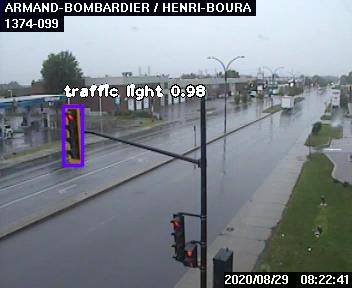 ARMAND-BOMBARDIER / HENRI-BOURA
1374-099
traffic light 0.98
2020/08/29 08:22:41